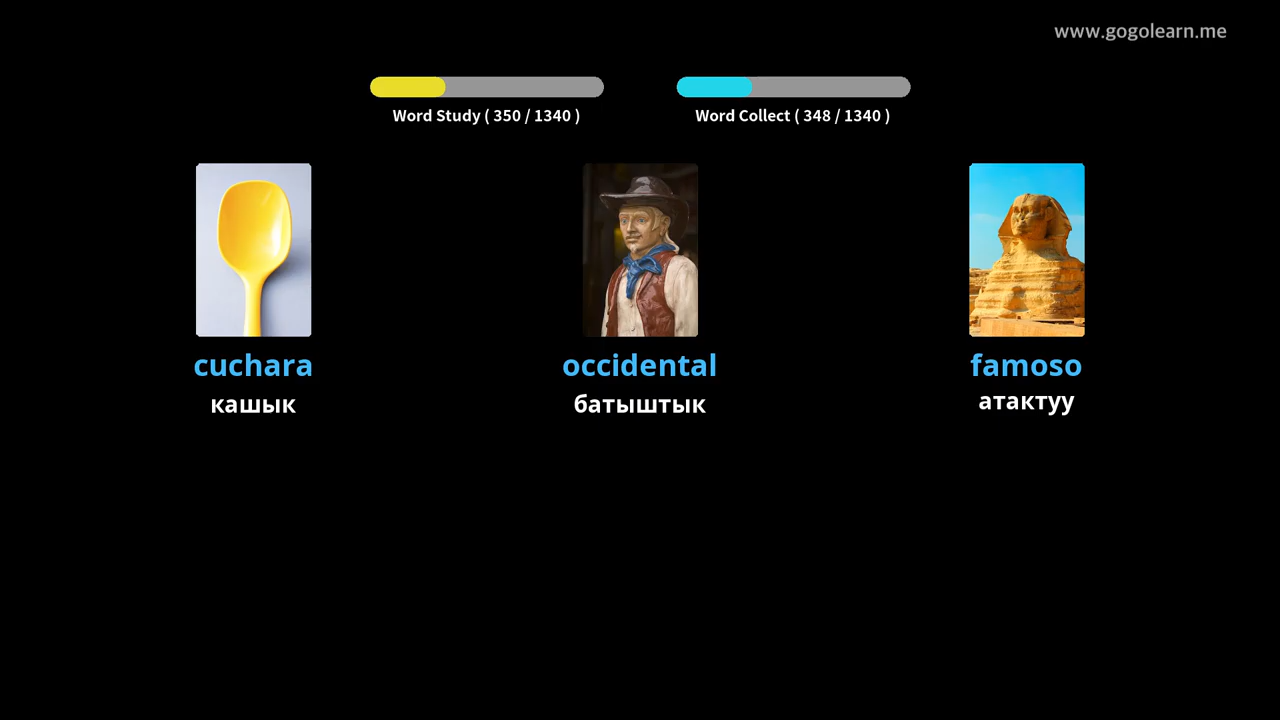 www.gogolearn.me
Word Study ( 350 / 1340 )
Word Collect ( 348 / 1340 )
cuchara
кашык
occidental
батыштык
famoso
атактуу